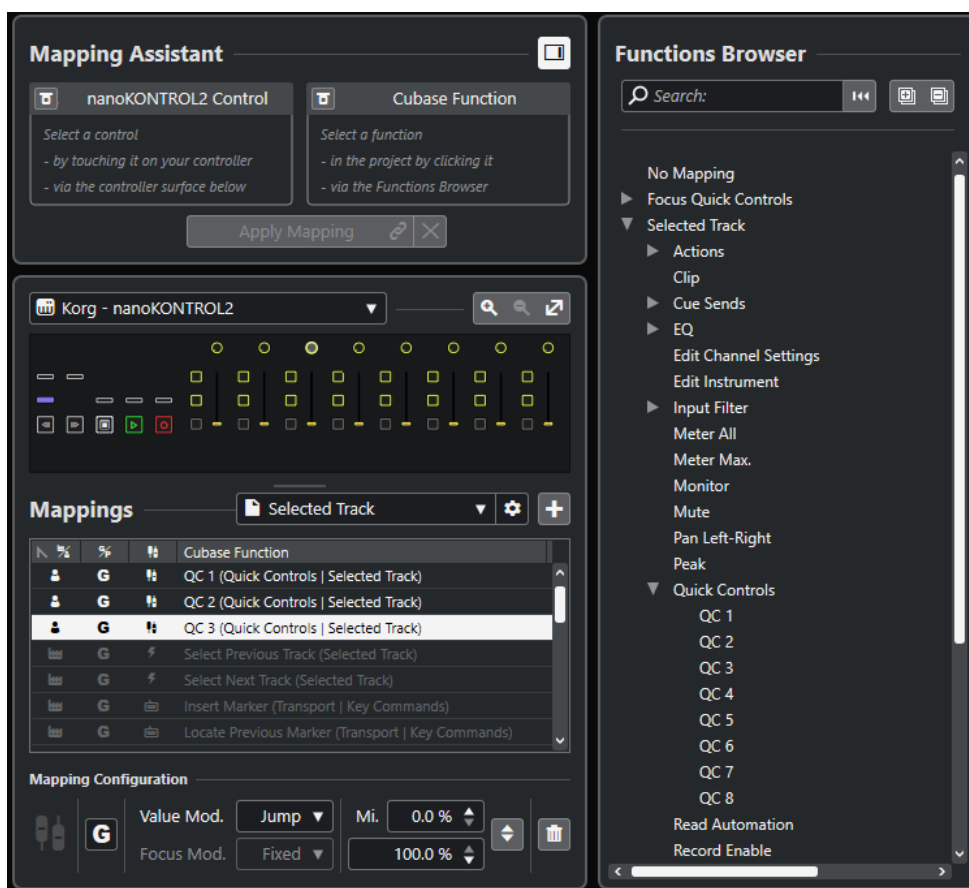 Mapping Assistant
nanoKONTROL2 Control
Cubase Function
Select a control
- by touching it on your controller
- via the controller surface below
Select a function
- in the project by clicking it
- via the Functions Browser
Apply Mapping
Korg - nanoKONTROL2
Mappings
Selected Track
Cubase Function
G QC 1 (Quick Controls | Selected Track)
G QC 2 (Quick Controls | Selected Track)
G QC 3 (Quick Controls | Selected Track)
G Select Previous Track (Selected Track)
G Select Next Track (Selected Track)
G Insert Marker (Transport | Key Commands)
G Locate Previous Marker (Transport | Key Commands)
Mapping Configuration
G
Value Mod. Jump Mi. 0.0 %
Focus Mod. Fixed 100.0 %
Functions Browser
Search:
No Mapping
Focus Quick Controls
Selected Track
Actions
Clip
Cue Sends
EQ
Edit Channel Settings
Edit Instrument
Input Filter
Meter All
Meter Max.
Monitor
Mute
Pan Left-Right
Peak
Quick Controls
QC 1
QC 2
QC 3
QC 4
QC 5
QC 6
QC 7
QC 8
Read Automation
Record Enable